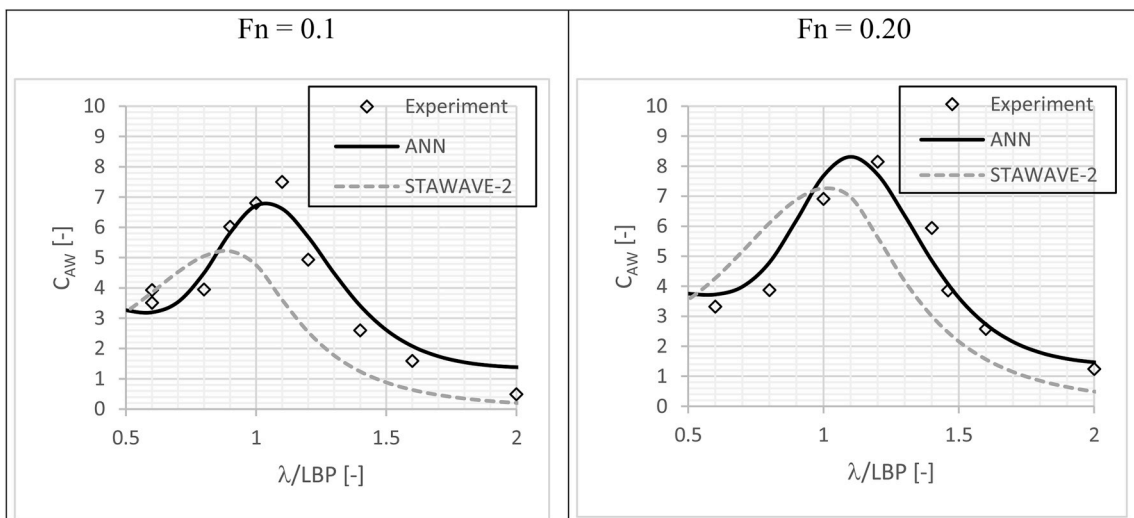 Fn = 0.1
10
9
8
7
6
5
4
3
2
1
0
C_AW [-]
0.5 1 1.5 2
λ/LBP [-]
Experiment
ANN
STAWAVE-2
Fn = 0.20
10
9
8
7
6
5
4
3
2
1
0
C_AW [-]
0.5 1 1.5 2
λ/LBP [-]
Experiment
ANN
STAWAVE-2